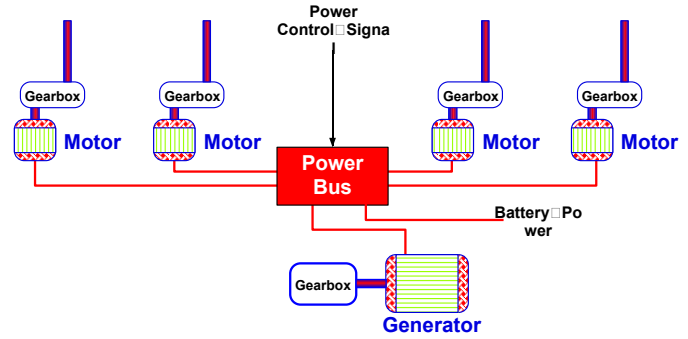 Power
Control□Signa
Gearbox
Gearbox
Gearbox
Gearbox
Motor
Motor
Motor
Motor
Power
Bus
Battery□Po
wer
Gearbox
Generator